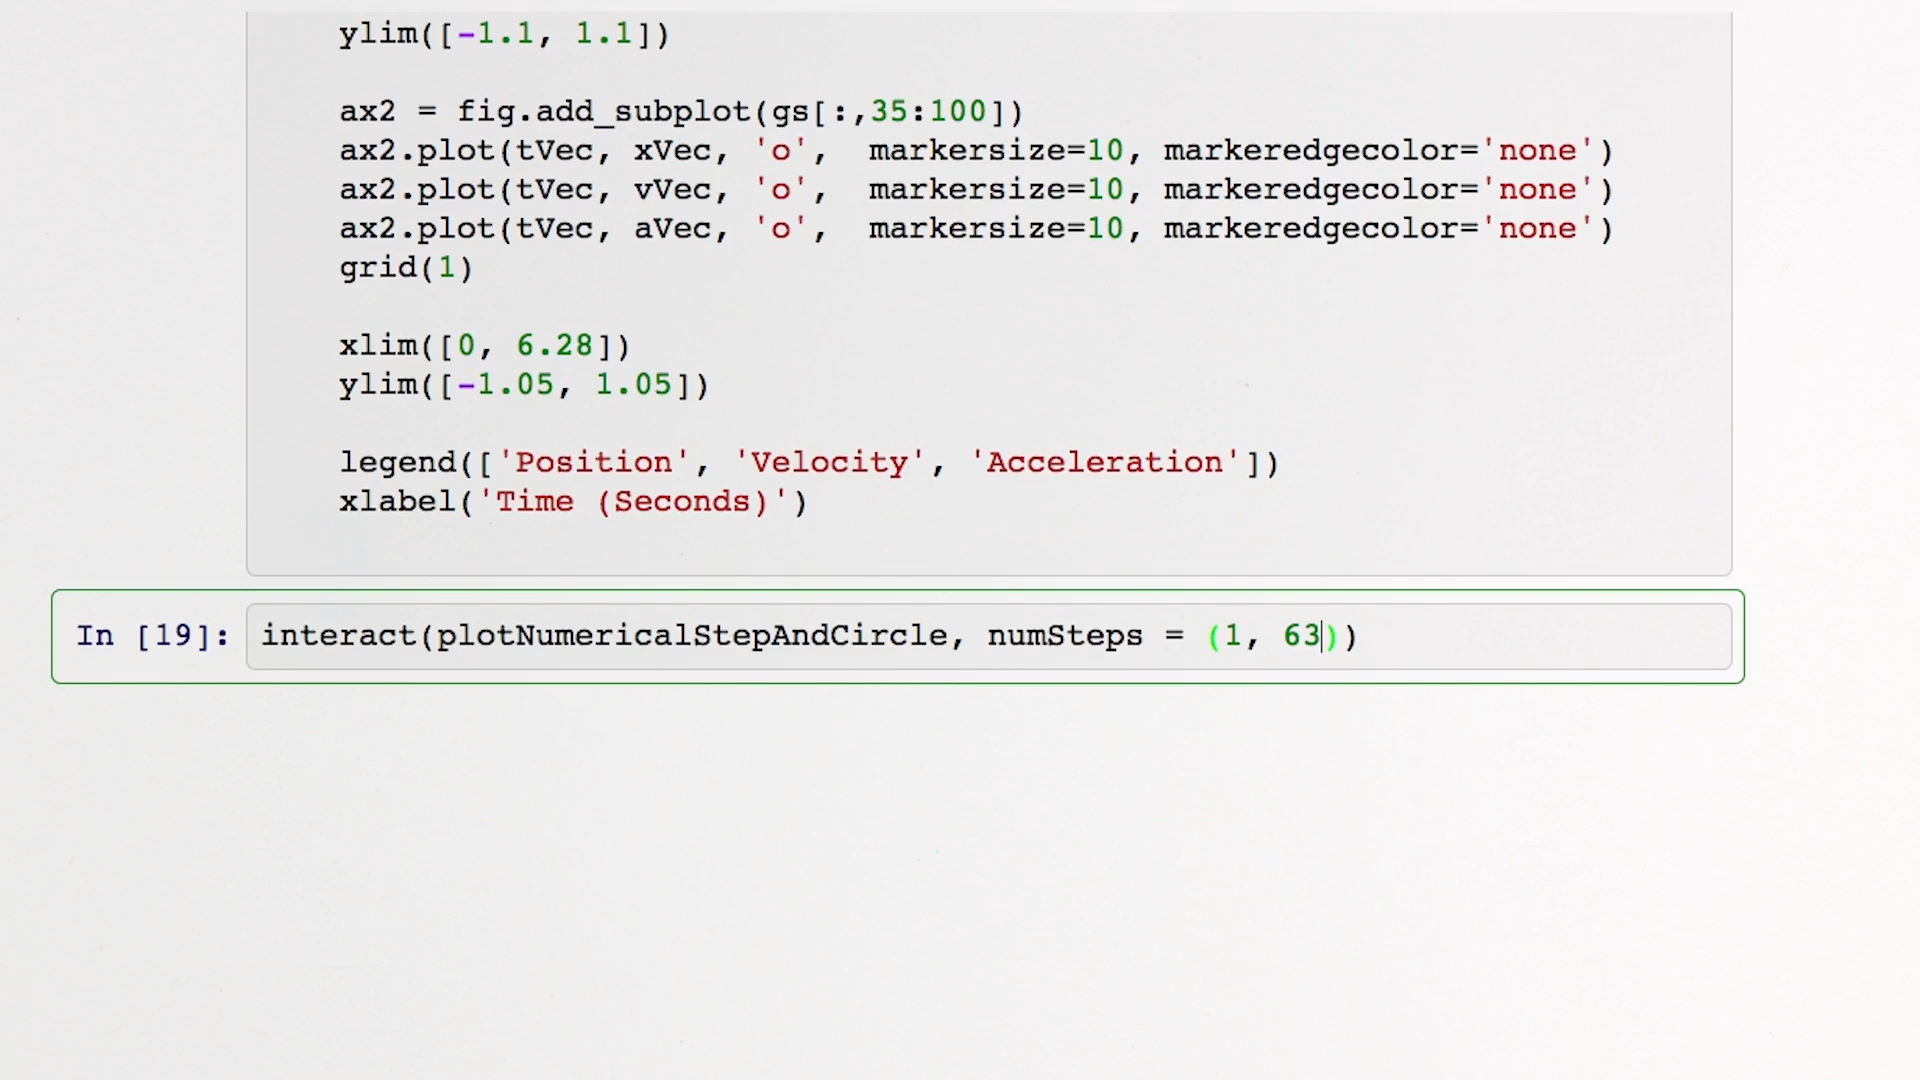 ylim([-1.1, 1.1])
ax2 = fig.add_subplot(gs[:,35:100])
ax2.plot(tVec, xVec, 'o',  markersize=10, markeredgecolor='none')
ax2.plot(tVec, vVec, 'o',  markersize=10, markeredgecolor='none')
ax2.plot(tVec, aVec, 'o',  markersize=10, markeredgecolor='none')
grid(1)
xlim([0, 6.28])
ylim([-1.05, 1.05])
legend(['Position', 'Velocity', 'Acceleration'])
xlabel('Time (Seconds)')
In [19]: interact(plotNumericalStepAndCircle, numSteps = (1, 63))